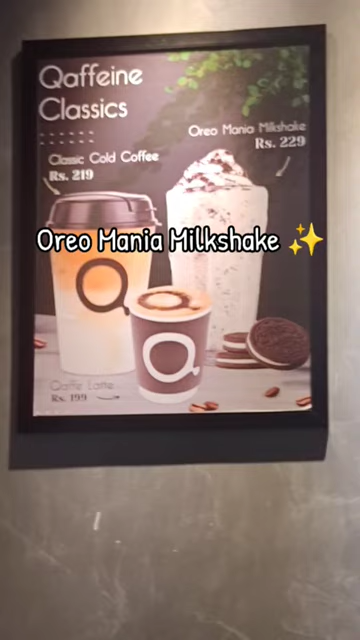 Qaffeine
Classics
Oreo Mania Milkshake
Rs. 229
Classic Cold Coffee
Rs. 219
Oreo Mania Milkshake ✨
Qaffe Latte
Rs. 199